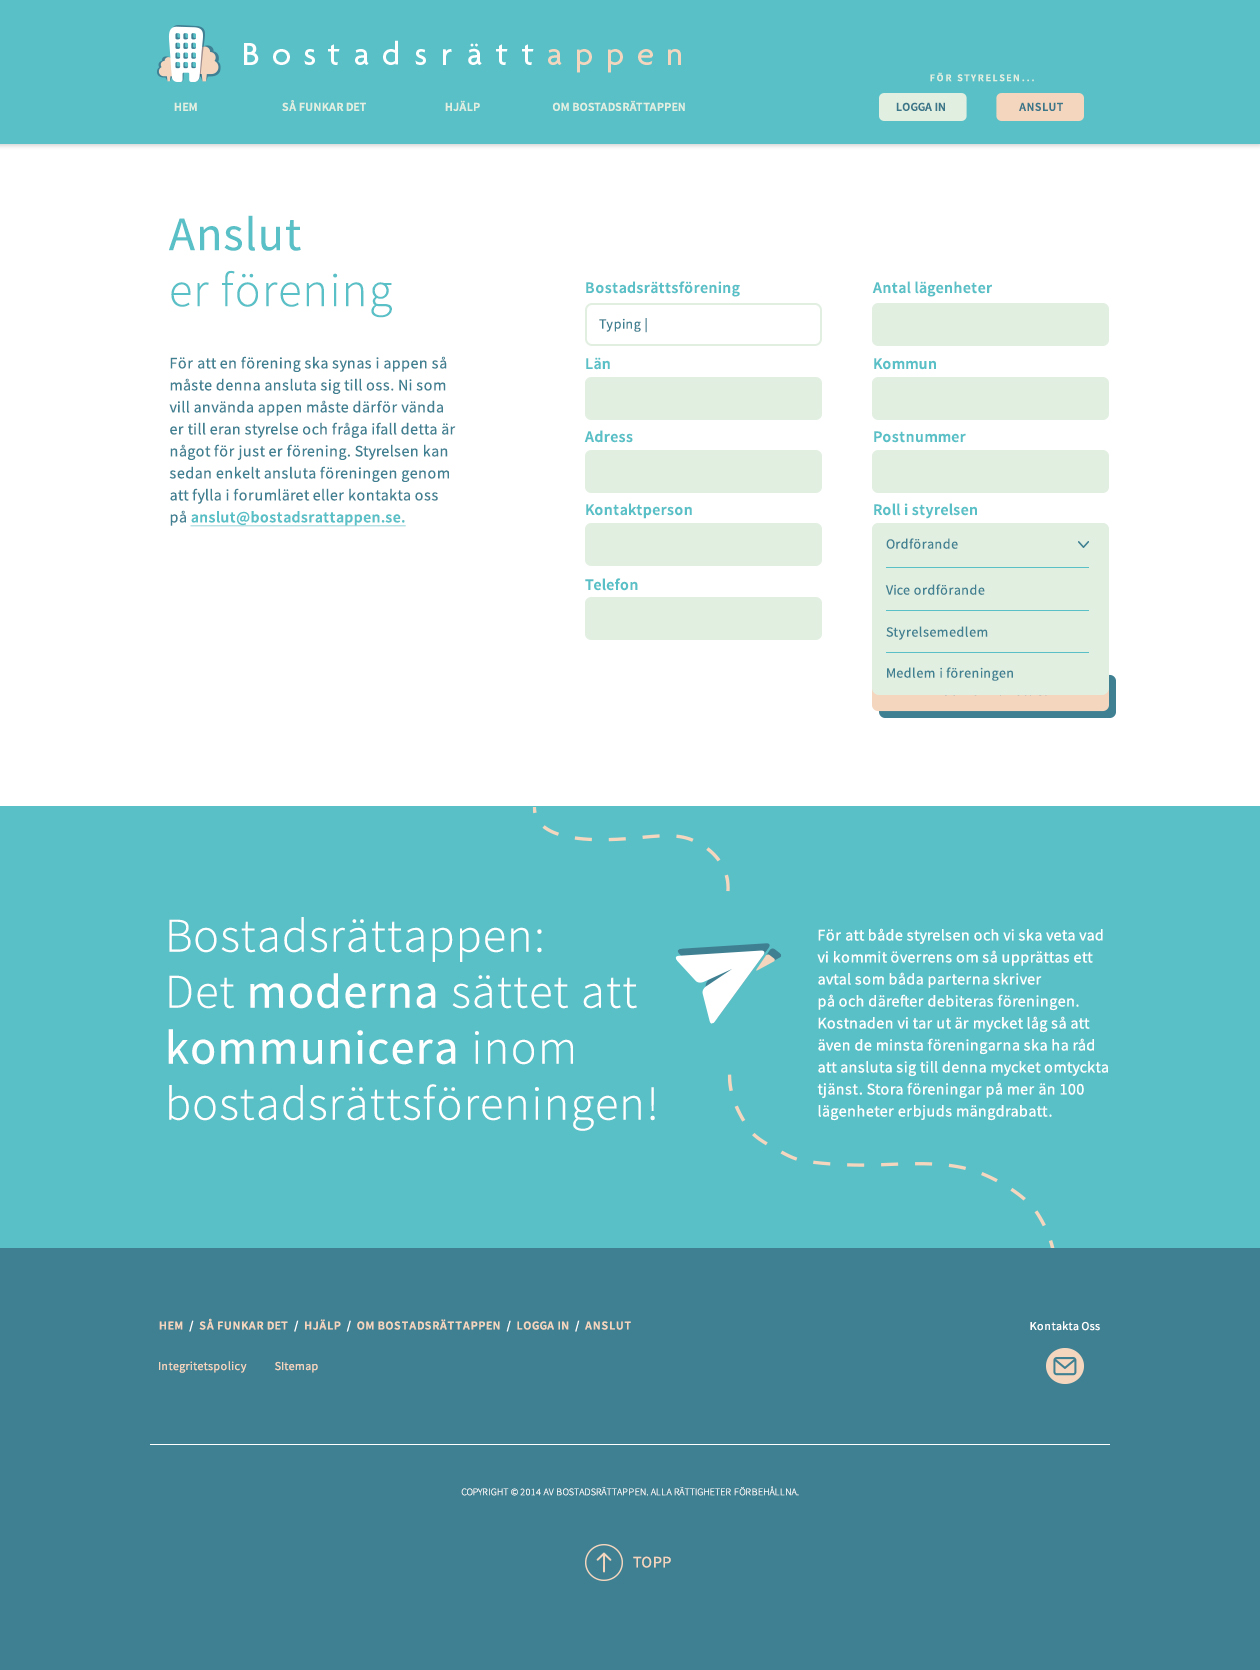 Bostadsrättappen
FÖR STYRELSEN...
HEM SÅ FUNKAR DET HJÄLP OM BOSTADSRÄTTAPPEN LOGGA IN ANSLUT
Anslut
er förening
För att en förening ska synas i appen så
måste denna ansluta sig till oss. Ni som
vill använda appen måste därför vända
er till eran styrelse och fråga ifall detta är
något för just er förening. Styrelsen kan
sedan enkelt ansluta föreningen genom
att fylla i forumläret eller kontakta oss
på anslut@bostadsrattappen.se.
Bostadsrättsförening Antal lägenheter
Typing |
Län Kommun
Adress Postnummer
Kontaktperson Roll i styrelsen
Ordförande
Telefon
Vice ordförande
Styrelsemedlem
Medlem i föreningen
Bostadsrättappen:
Det moderna sättet att
kommunicera inom
bostadsrättsföreningen!
För att både styrelsen och vi ska veta vad
vi kommit överrens om så upprättas ett
avtal som båda parterna skriver
på och därefter debiteras föreningen.
Kostnaden vi tar ut är mycket låg så att
även de minsta föreningarna ska ha råd
att ansluta sig till denna mycket omtyckta
tjänst. Stora föreningar på mer än 100
lägenheter erbjuds mängdrabatt.
HEM / SÅ FUNKAR DET / HJÄLP / OM BOSTADSRÄTTAPPEN / LOGGA IN / ANSLUT
Kontakta Oss
Integritetspolicy SItemap
COPYRIGHT © 2014 AV BOSTADSRÄTTAPPEN. ALLA RÄTTIGHETER FÖRBEHÅLLNA.
TOPP